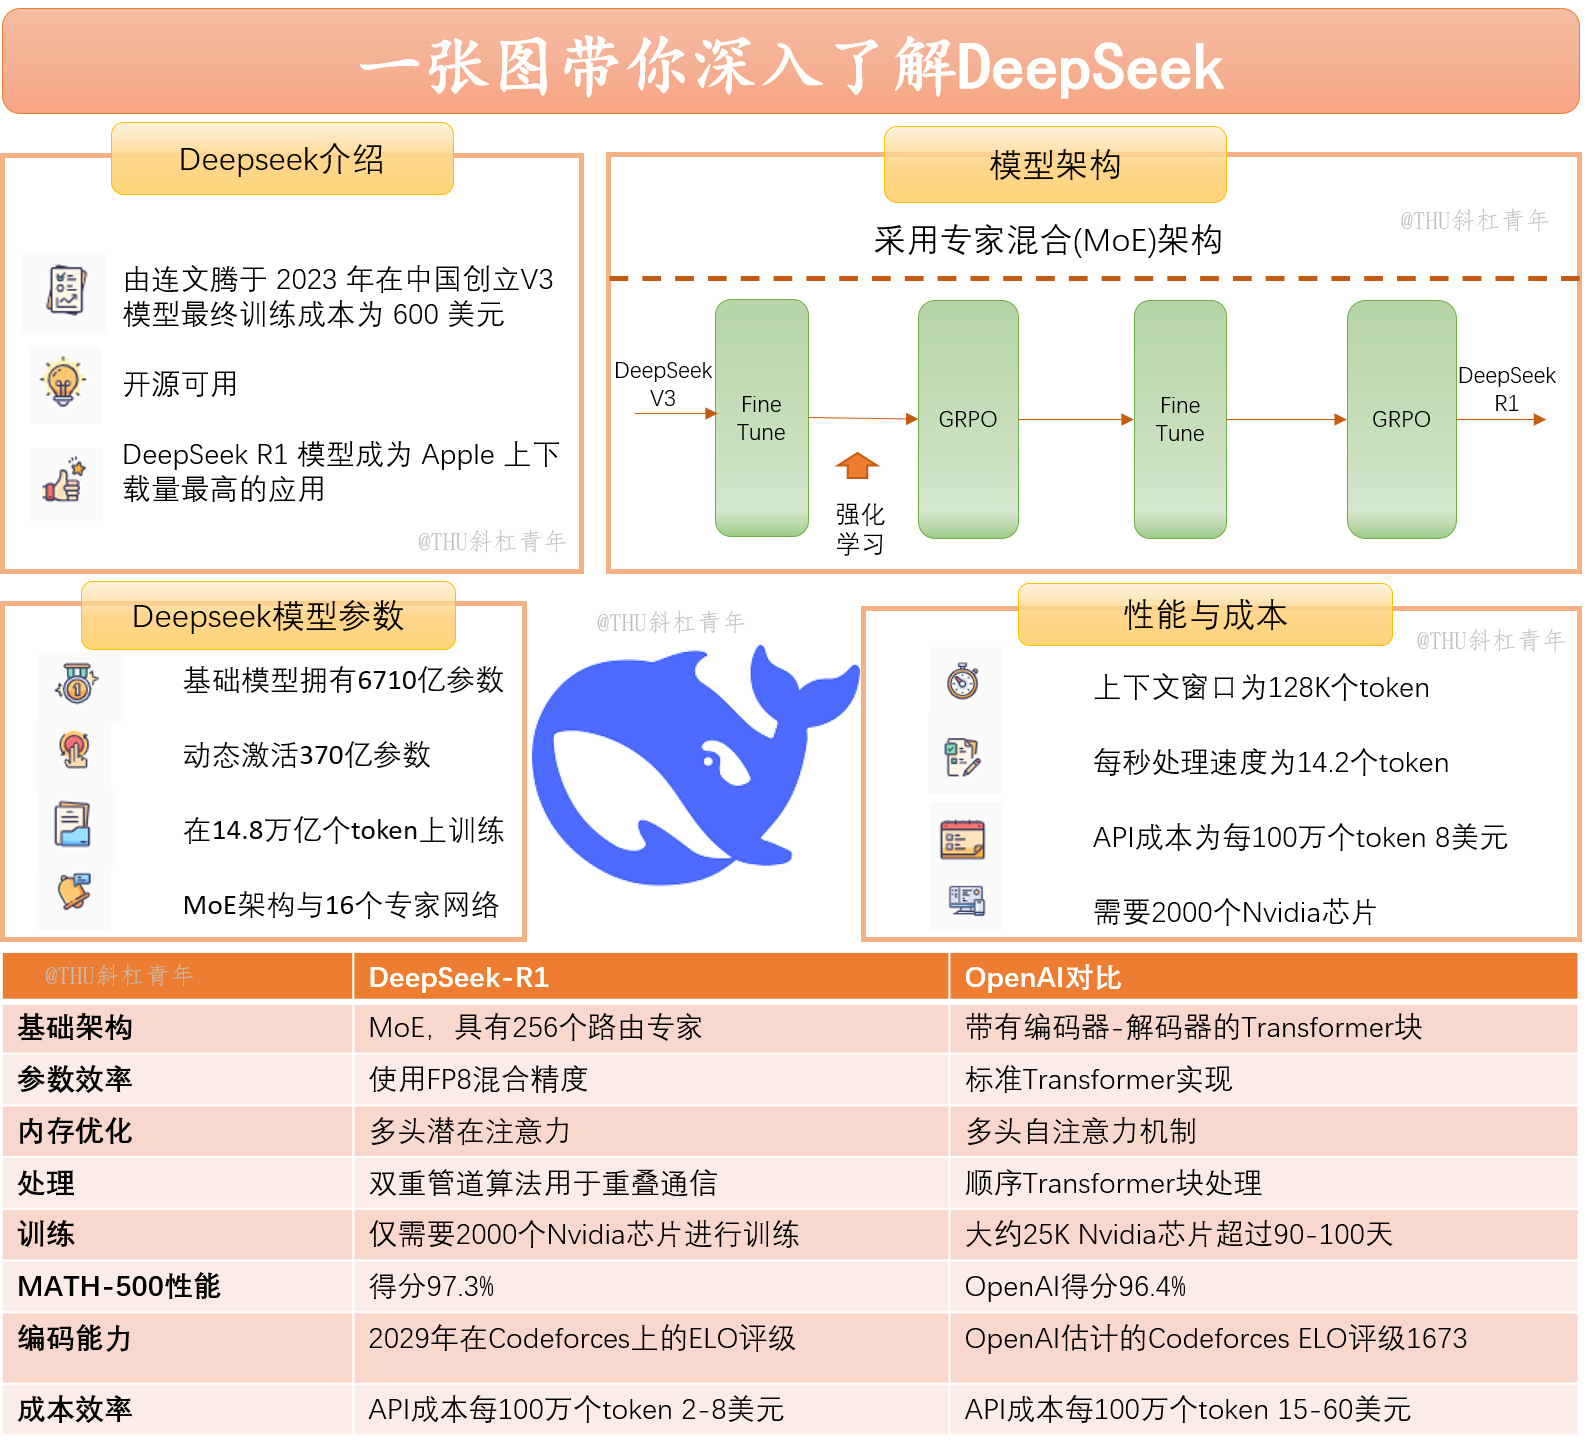 一张图带你深入了解DeepSeek
Deepseek介绍
由连文腾于 2023 年在中国创立V3
模型最终训练成本为 600 美元
开源可用
DeepSeek R1 模型成为 Apple 上下
载量最高的应用
@THU斜杠青年
模型架构
@THU斜杠青年
采用专家混合(MoE)架构
DeepSeek
V3
Fine
Tune
强化
学习
GRPO
Fine
Tune
GRPO
DeepSeek
R1
Deepseek模型参数
基础模型拥有6710亿参数
动态激活370亿参数
在14.8万亿个token上训练
MoE架构与16个专家网络
@THU斜杠青年
性能与成本
@THU斜杠青年
上下文窗口为128K个token
每秒处理速度为14.2个token
API成本为每100万个token 8美元
需要2000个Nvidia芯片
@THU斜杠青年 DeepSeek-R1 OpenAI对比
基础架构 MoE，具有256个路由专家 带有编码器-解码器的Transformer块
参数效率 使用FP8混合精度 标准Transformer实现
内存优化 多头潜在注意力 多头自注意力机制
处理 双重管道算法用于重叠通信 顺序Transformer块处理
训练 仅需要2000个Nvidia芯片进行训练 大约25K Nvidia芯片超过90-100天
MATH-500性能 得分97.3% OpenAI得分96.4%
编码能力 2029年在Codeforces上的ELO评级 OpenAI估计的Codeforces ELO评级1673
成本效率 API成本每100万个token 2-8美元 API成本每100万个token 15-60美元